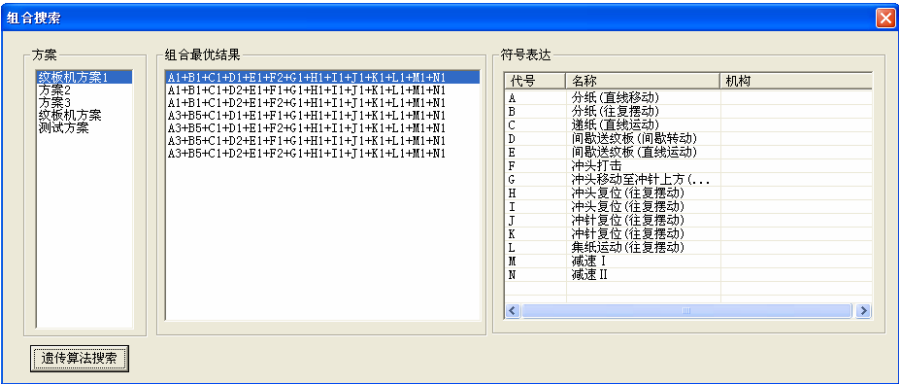 组合搜索
方案
绞板机方案1
方案2
方案3
绞板机方案
测试方案
组合最优结果
A1+B1+C1+D1+E1+F2+G1+H1+I1+J1+K1+L1+M1+N1
A1+B1+C1+D2+E1+F1+G1+H1+I1+J1+K1+L1+M1+N1
A1+B1+C1+D2+E1+F2+G1+H1+I1+J1+K1+L1+M1+N1
A3+B5+C1+D2+E1+F2+G1+H1+I1+J1+K1+L1+M1+N1
A3+B5+C1+D2+E1+F2+G1+H1+I1+J1+K1+L1+M1+N1
A3+B5+C1+D2+E1+F2+G1+H1+I1+J1+K1+L1+M1+N1
A3+B5+C1+D2+E1+F2+G1+H1+I1+J1+K1+L1+M1+N1
符号表达
代号 名称 机构
A 分纸(直线移动)
B 分纸(往复摆动)
C 递纸(直线运动)
D 间歇送纹板(间歇转动)
E 间歇送纹板(直线运动)
F 冲头打击
G 冲头移动至冲针上方(...
H 冲头复位(往复摆动)
I 冲头复位(往复摆动)
J 冲针复位(往复摆动)
K 冲针复位(往复摆动)
L 集纸运动(往复摆动)
M 减速 I
N 减速 II
遗传算法搜索